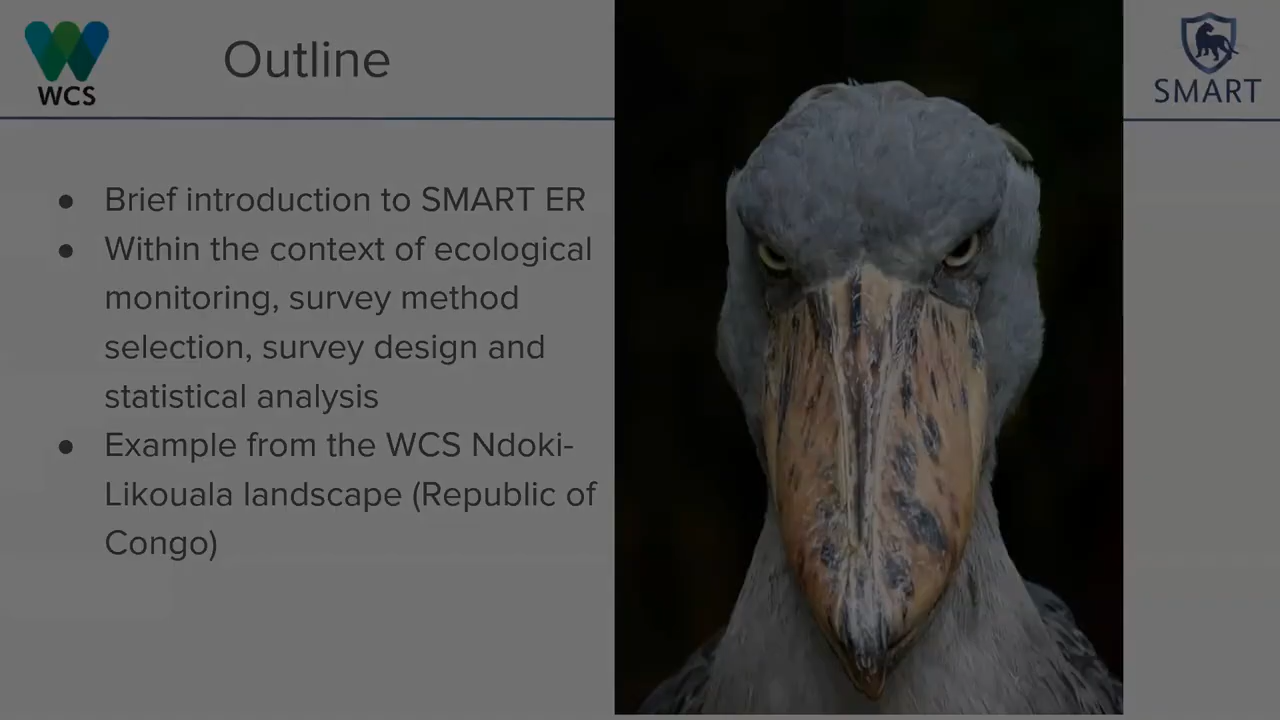 WCS
Outline
SMART
● Brief introduction to SMART ER
● Within the context of ecological
monitoring, survey method
selection, survey design and
statistical analysis
● Example from the WCS Ndoki-
Likouala landscape (Republic of
Congo)